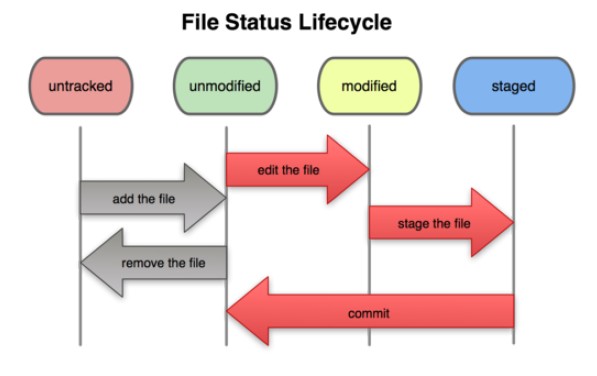 File Status Lifecycle
untracked
unmodified
modified
staged
edit the file
add the file
stage the file
remove the file
commit